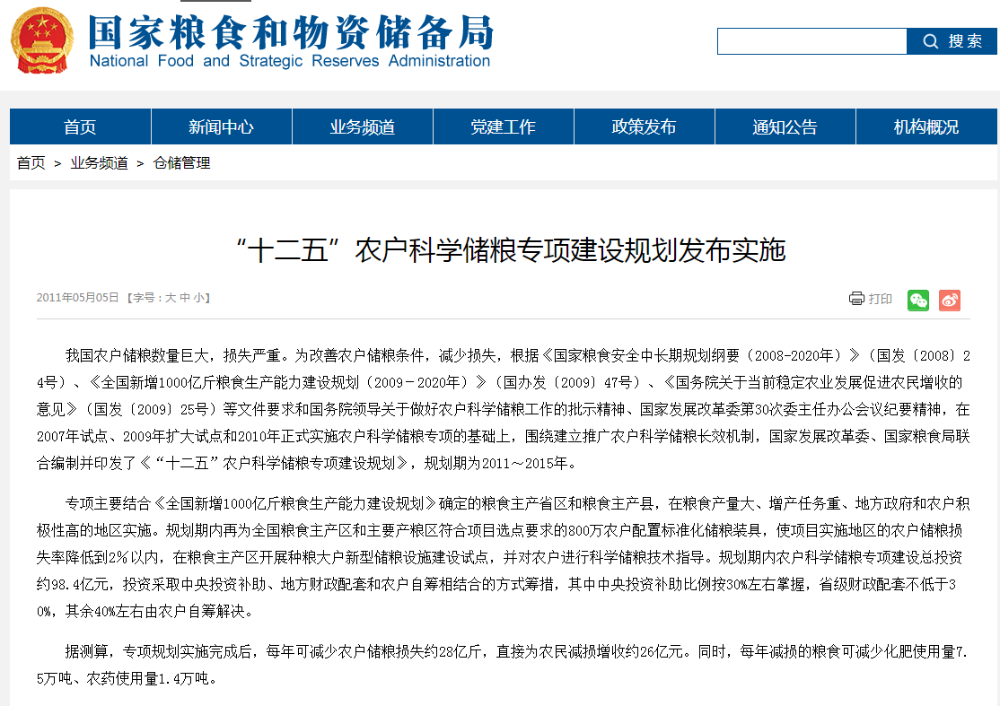 国家粮食和物资储备局
National Food and Strategic Reserves Administration
搜索
首页 新闻中心 业务频道 党建工作 政策发布 通知公告 机构概况
首页 > 业务频道 > 仓储管理
“十二五”农户科学储粮专项建设规划发布实施
2011年05月05日 【字号:大 中 小】 打印
我国农户储粮数量巨大，损失严重。为改善农户储粮条件，减少损失，根据《国家粮食安全中长期规划纲要（2008-2020年）》（国发〔2008〕2
4号）、《全国新增1000亿斤粮食生产能力建设规划（2009－2020年）》（国办发〔2009〕47号）、《国务院关于当前稳定农业发展促进农民增收的
意见》（国发〔2009〕25号）等文件要求和国务院领导关于做好农户科学储粮工作的批示精神、国家发展改革委第30次委主任办公会议纪要精神，在
2007年试点、2009年扩大试点和2010年正式实施农户科学储粮专项的基础上，围绕建立推广农户科学储粮长效机制，国家发展改革委、国家粮食局联
合编制并印发了《“十二五”农户科学储粮专项建设规划》，规划期为2011～2015年。
专项主要结合《全国新增1000亿斤粮食生产能力建设规划》确定的粮食主产省区和粮食主产县，在粮食产量大、增产任务重、地方政府和农户积
极性高的地区实施。规划期内再为全国粮食主产区和主要产粮区符合项目选点要求的800万农户配置标准化储粮装具，使项目实施地区的农户储粮损
失率降低到2％以内，在粮食主产区开展种粮大户新型储粮设施建设试点，并对农户进行科学储粮技术指导。规划期内农户科学储粮专项建设总投资
约98.4亿元，投资采取中央投资补助、地方财政配套和农户自筹相结合的方式筹措，其中中央投资补助比例按30%左右掌握，省级财政配套不低于3
0%，其余40%左右由农户自筹解决。
据测算，专项规划实施完成后，每年可减少农户储粮损失约28亿斤，直接为农民减损增收约26亿元。同时，每年减损的粮食可减少化肥使用量7.
5万吨、农药使用量1.4万吨。